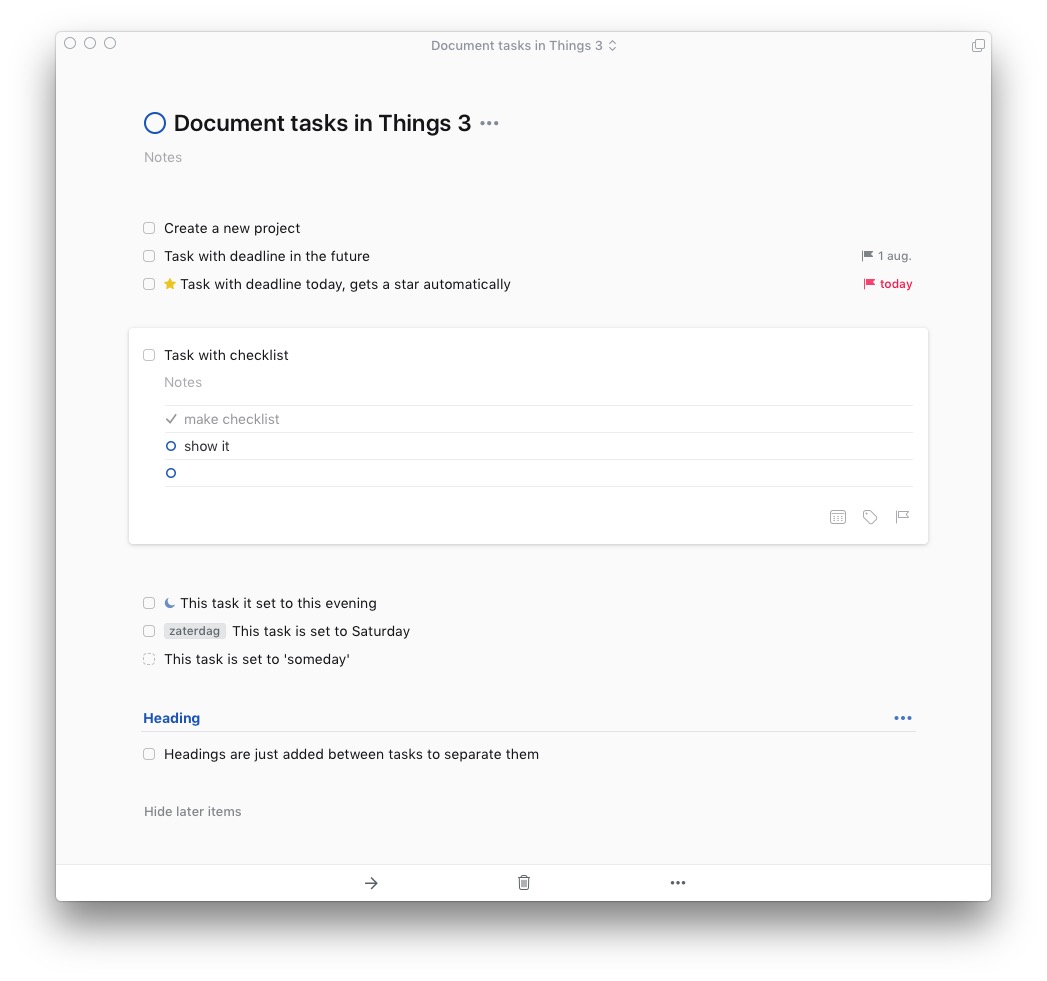 Document tasks in Things 3
Document tasks in Things 3
Notes
Create a new project
Task with deadline in the future 1 aug.
Task with deadline today, gets a star automatically today
Task with checklist
Notes
make checklist
show it
This task it set to this evening
zaterdag This task is set to Saturday
This task is set to 'someday'
Heading
Headings are just added between tasks to separate them
Hide later items